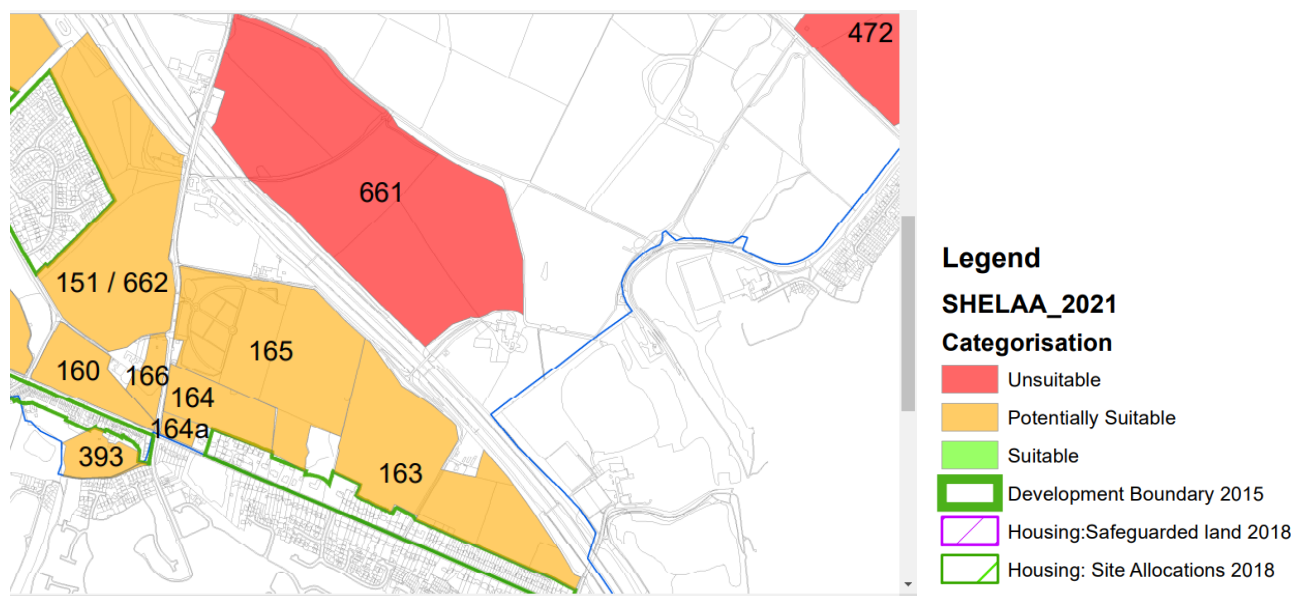 472
661
151 / 662
165
160
166
164
164a
393
163
Legend
SHELAA_2021
Categorisation
Unsuitable
Potentially Suitable
Suitable
Development Boundary 2015
Housing:Safeguarded land 2018
Housing: Site Allocations 2018